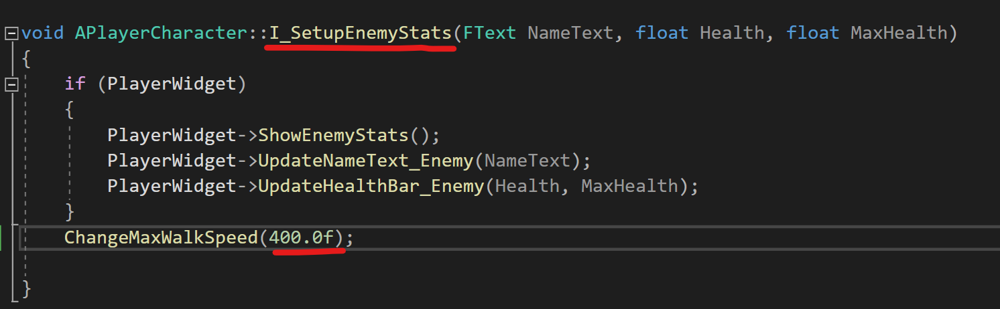 void APlayerCharacter::I_SetupEnemyStats(FText NameText, float Health, float MaxHealth)
{
if (PlayerWidget)
{
PlayerWidget->ShowEnemyStats();
PlayerWidget->UpdateNameText_Enemy(NameText);
PlayerWidget->UpdateHealthBar_Enemy(Health, MaxHealth);
}
ChangeMaxWalkSpeed(400.0f);
}